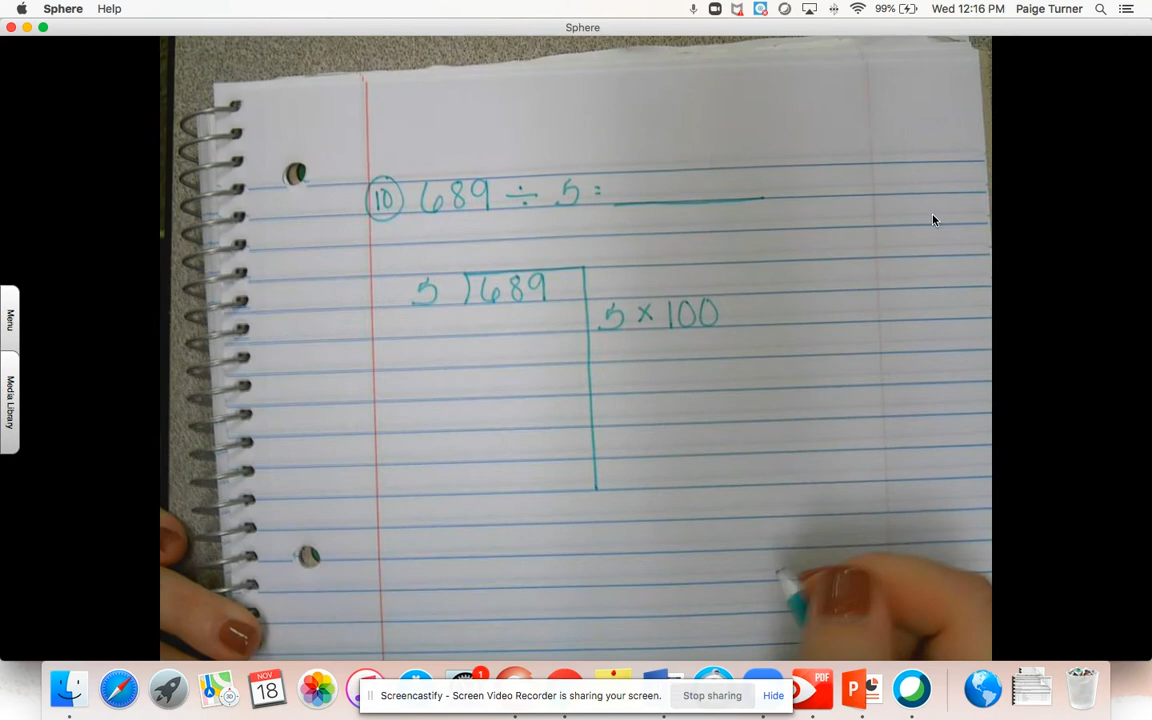 Sphere Help 99% Wed 12:16 PM Paige Turner
Sphere
10 689 ÷ 5 =
5 ) 689
5 × 100
Menu
Media Library
NOV
18
1
PDF
P
Screencastify - Screen Video Recorder is sharing your screen. Stop sharing Hide